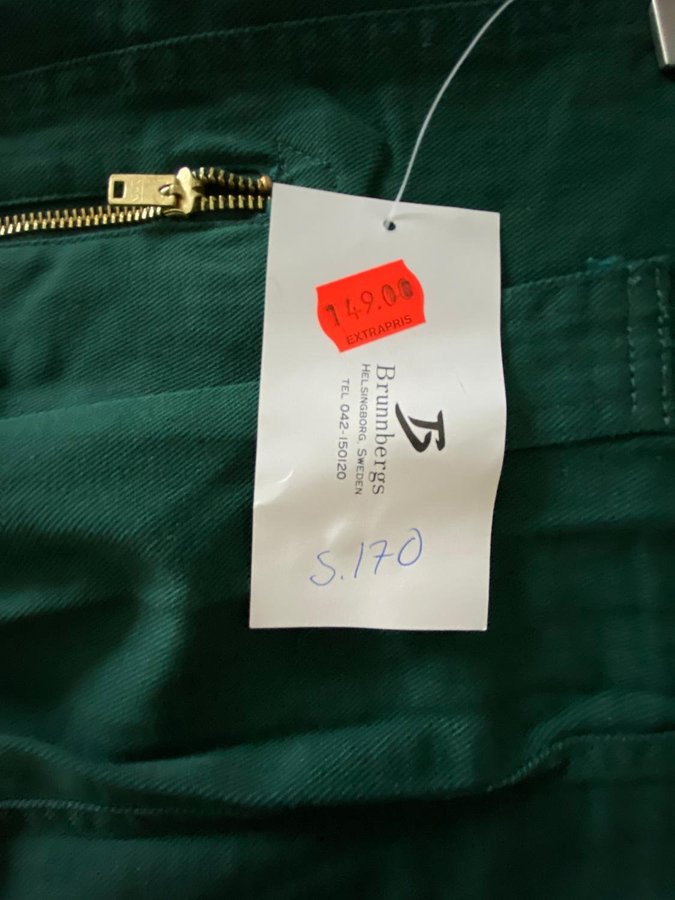 149.00
EXTRAPRIS
Brunnbergs
HELSINGBORG, SWEDEN
TEL 042-150120
S.170